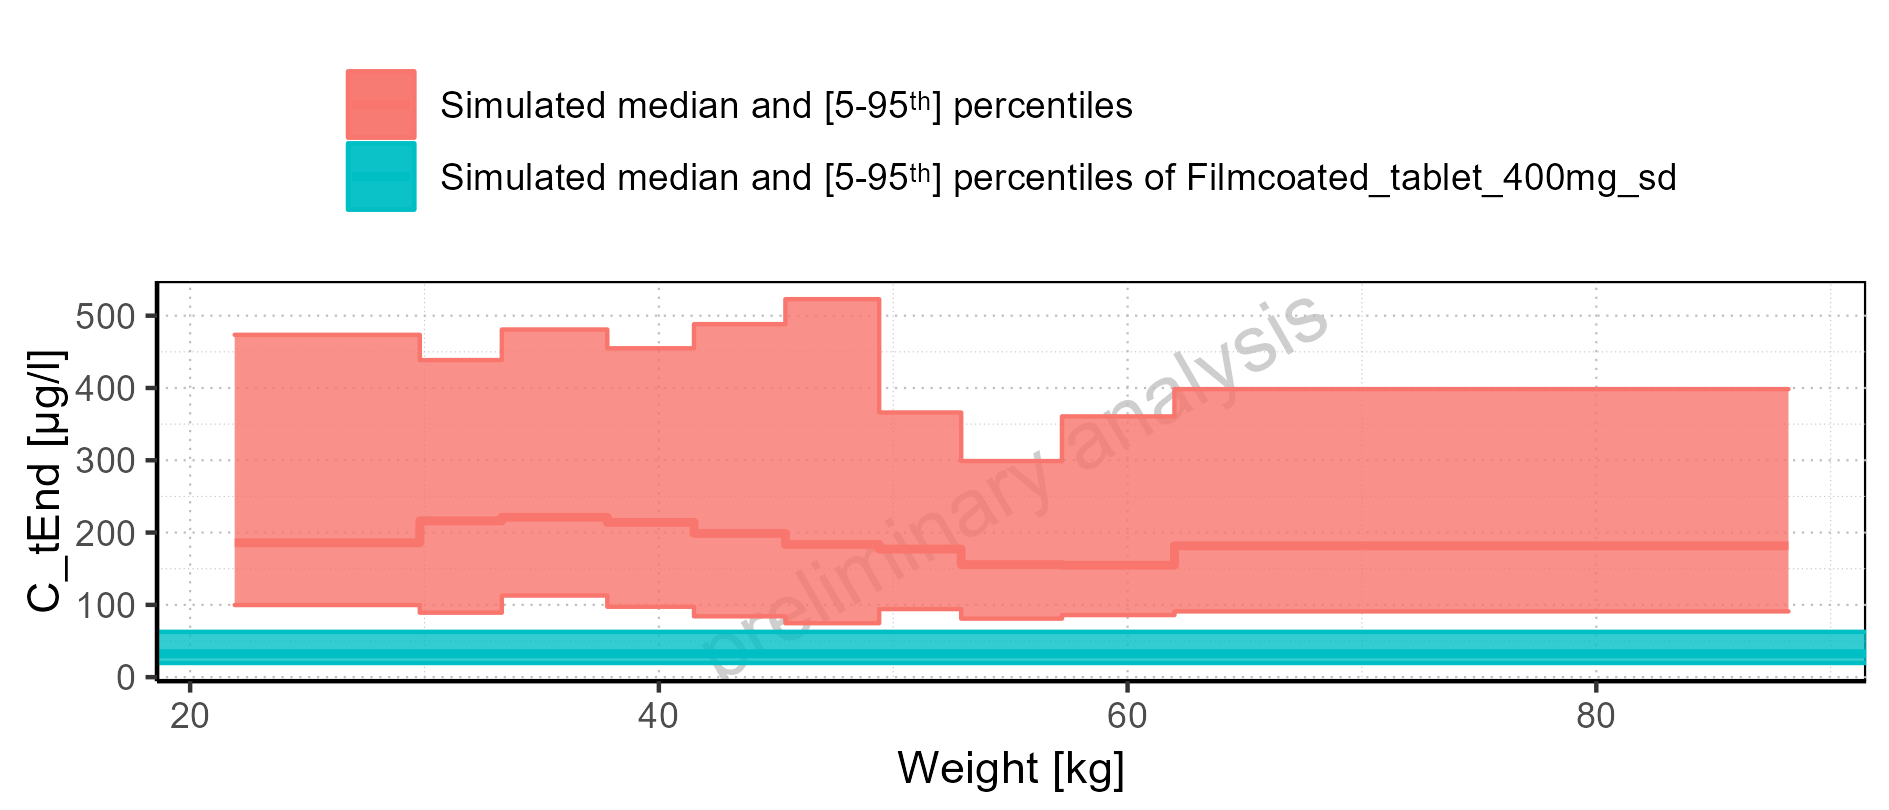 Simulated median and [5-95th] percentiles
Simulated median and [5-95th] percentiles of Filmcoated_tablet_400mg_sd
C_tEnd [µg/l]
500
400
300
200
100
0
preliminary analysis
20 40 60 80
Weight [kg]